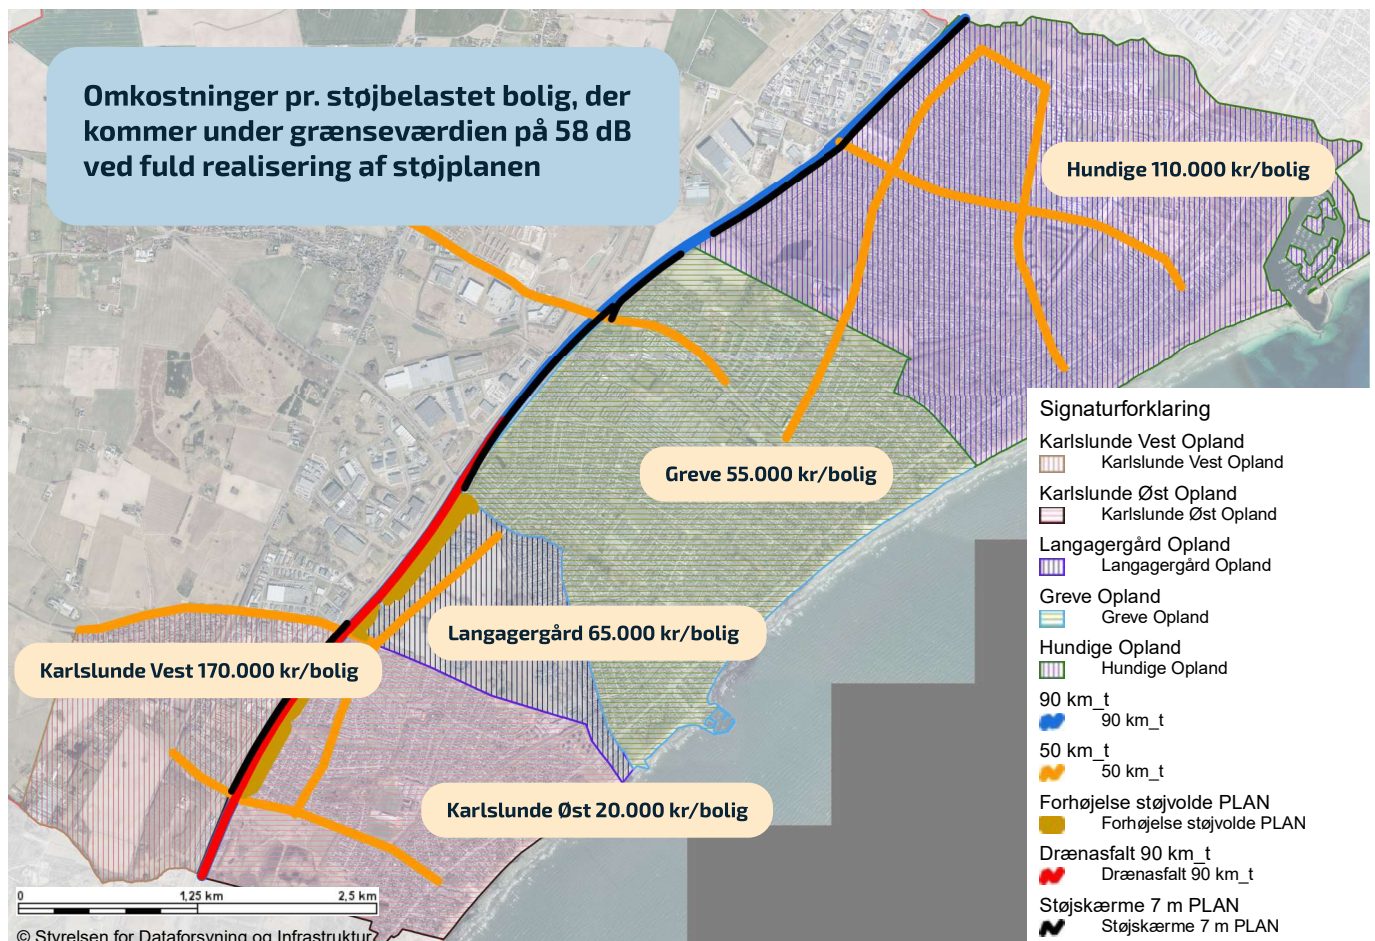 Omkostninger pr. støjbelastet bolig, der
kommer under grænseværdien på 58 dB
ved fuld realisering af støjplanen
Hundige 110.000 kr/bolig
Greve 55.000 kr/bolig
Langagergård 65.000 kr/bolig
Karlslunde Vest 170.000 kr/bolig
Karlslunde Øst 20.000 kr/bolig
Signaturforklaring
Karlslunde Vest Opland
Karlslunde Vest Opland
Karlslunde Øst Opland
Karlslunde Øst Opland
Langagergård Opland
Langagergård Opland
Greve Opland
Greve Opland
Hundige Opland
Hundige Opland
90 km_t
90 km_t
50 km_t
50 km_t
Forhøjelse støjvolde PLAN
Forhøjelse støjvolde PLAN
Drænasfalt 90 km_t
Drænasfalt 90 km_t
Støjskærme 7 m PLAN
Støjskærme 7 m PLAN
0 1,25 km 2,5 km
© Styrelsen for Dataforsyning og Infrastruktur